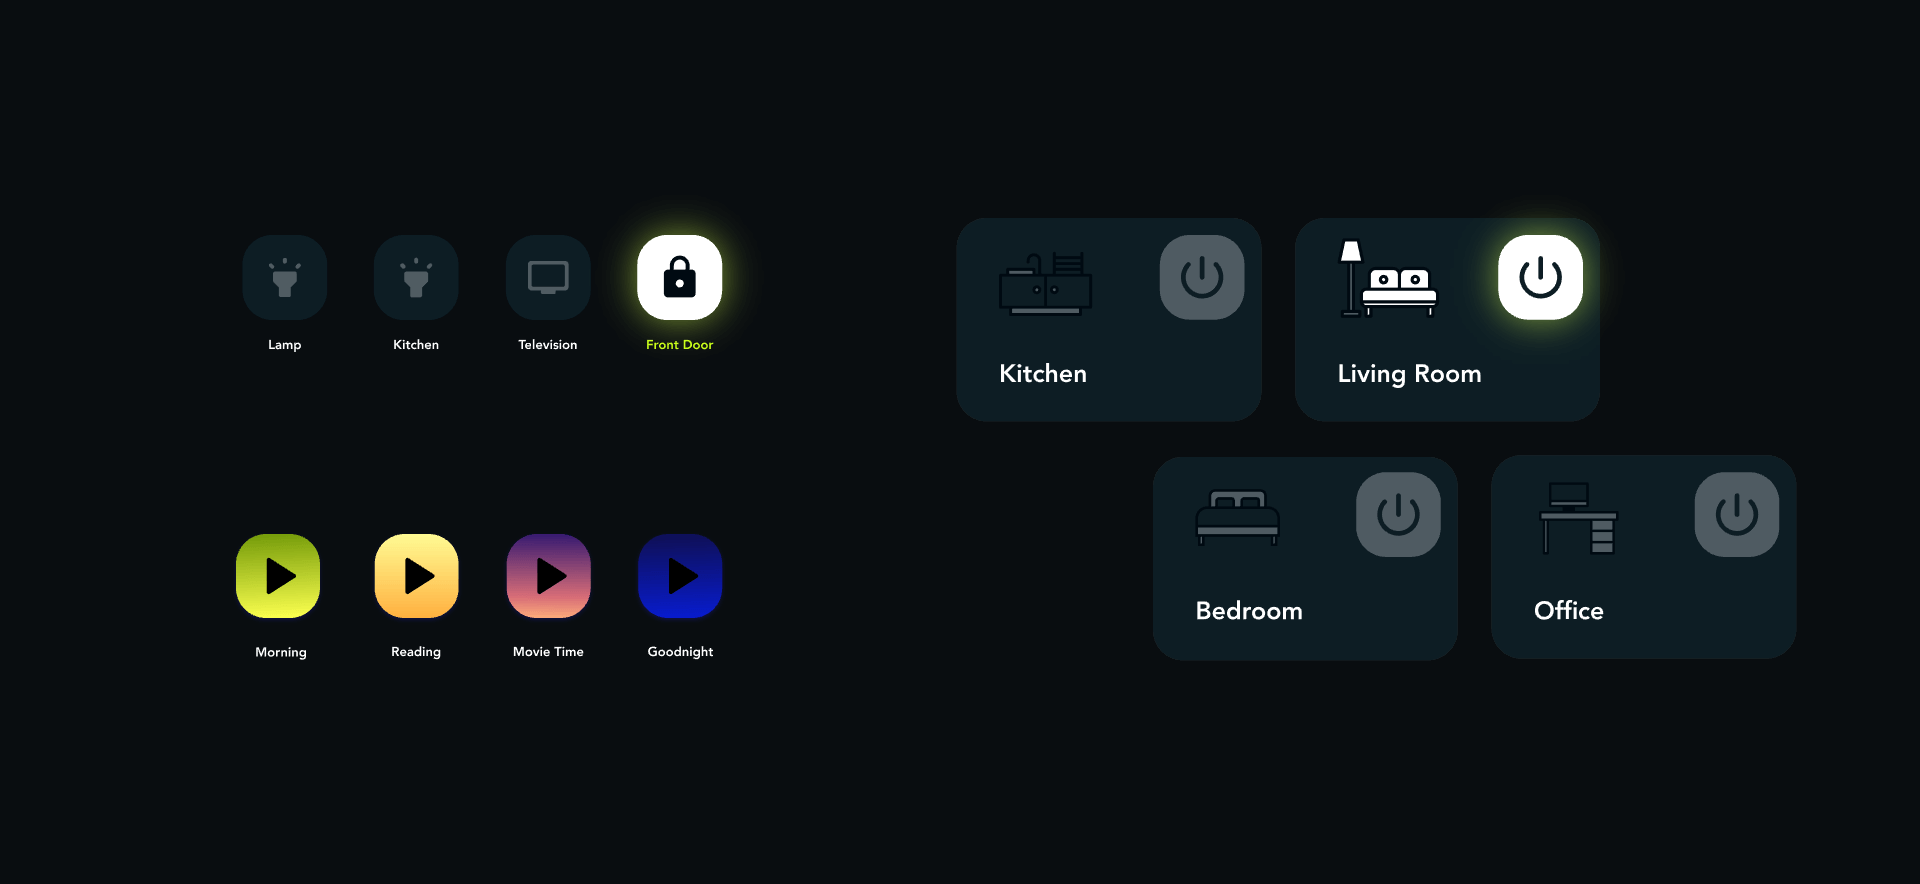 Lamp
Kitchen
Television
Front Door
Kitchen
Living Room
Bedroom
Office
Morning
Reading
Movie Time
Goodnight